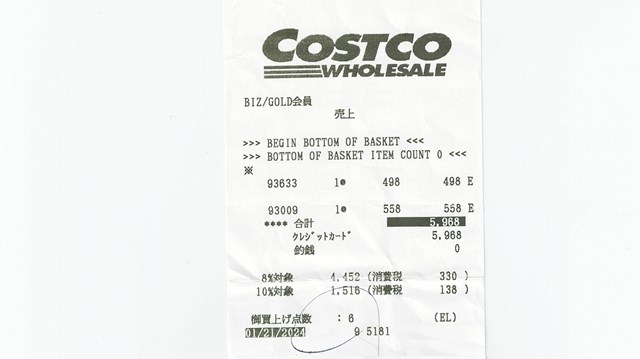 COSTCO
WHOLESALE
BIZ/GOLD会員
売上
>>> BEGIN BOTTOM OF BASKET <<<
>>> BOTTOM OF BASKET ITEM COUNT 0 <<<
※
93633 1@ 498 498 E
93009 1@ 558 558 E
**** 合計 5,968
クレジットカード 5,968
釣銭 0
8%対象 4,452 (消費税 330 )
10%対象 1,516 (消費税 138 )
御買上げ点数 : 6 (EL)
01/21/2024 9 5181